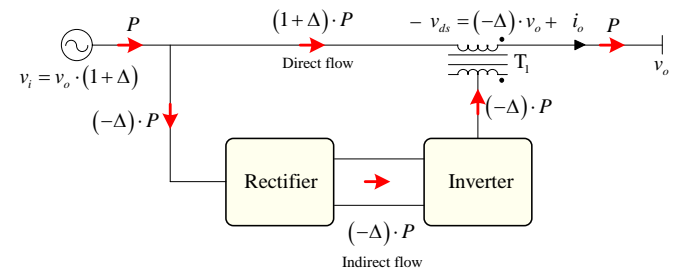 P
(1+Δ)·P
− v_ds = (−Δ)·v_o +
i_o
P
Direct flow
T_1
v_i = v_o·(1+Δ)
v_o
(−Δ)·P
(−Δ)·P
Rectifier
Inverter
(−Δ)·P
Indirect flow